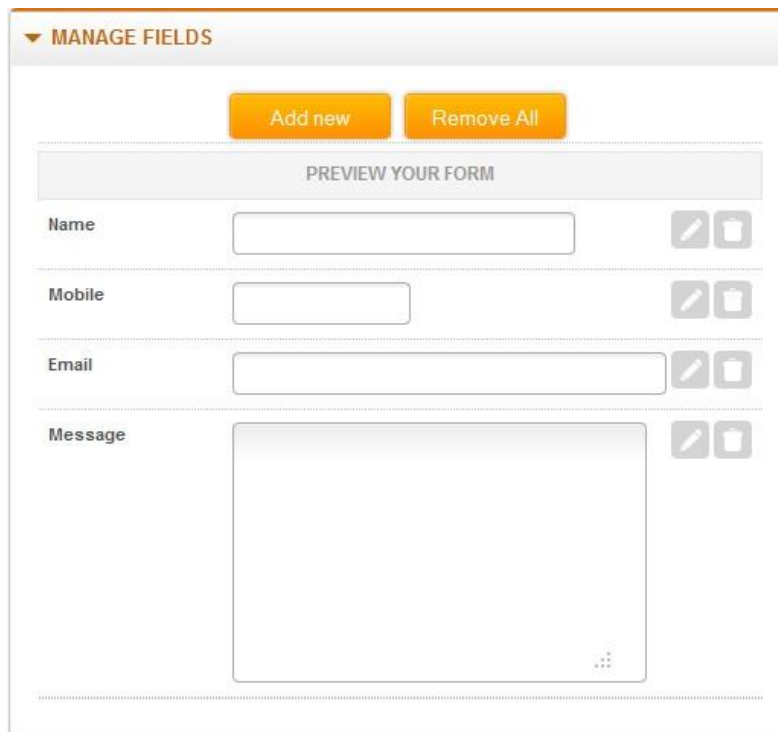 MANAGE FIELDS
Add new Remove All
PREVIEW YOUR FORM
Name
Mobile
Email
Message